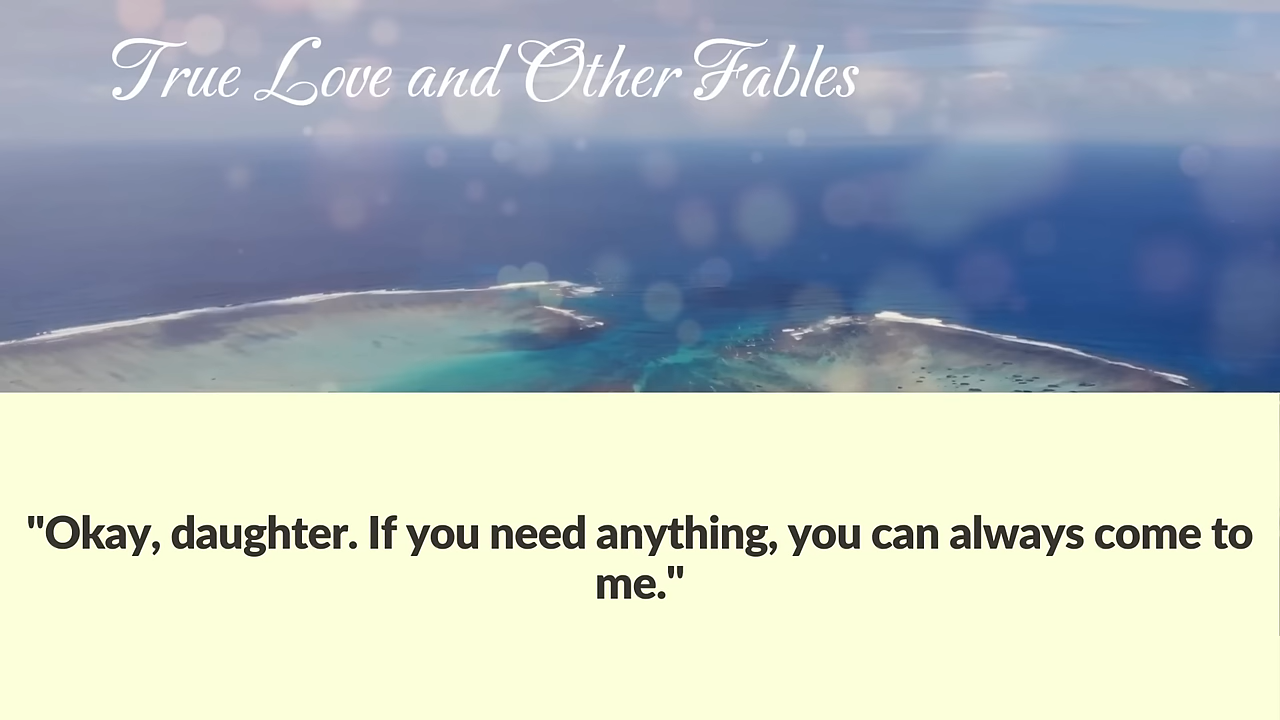 True Love and Other Fables
"Okay, daughter. If you need anything, you can always come to
me."